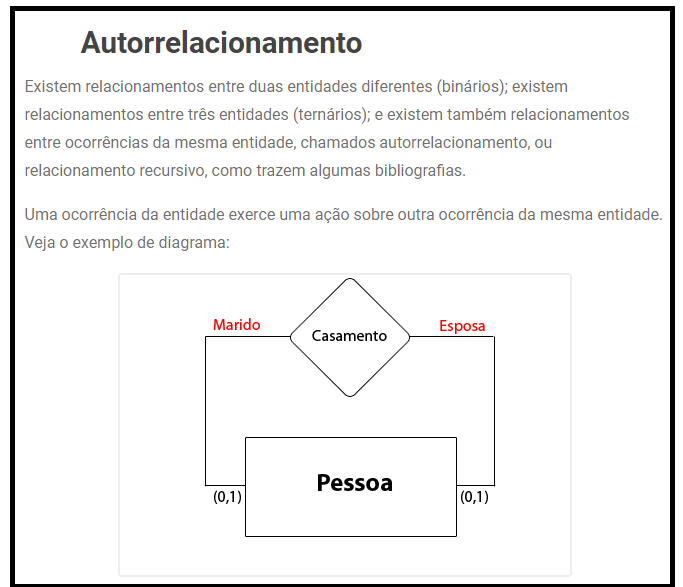 Autorrelacionamento
Existem relacionamentos entre duas entidades diferentes (binários); existem
relacionamentos entre três entidades (ternários); e existem também relacionamentos
entre ocorrências da mesma entidade, chamados autorrelacionamento, ou
relacionamento recursivo, como trazem algumas bibliografias.
Uma ocorrência da entidade exerce uma ação sobre outra ocorrência da mesma entidade.
Veja o exemplo de diagrama:
Marido
Casamento
Esposa
Pessoa
(0,1)
(0,1)